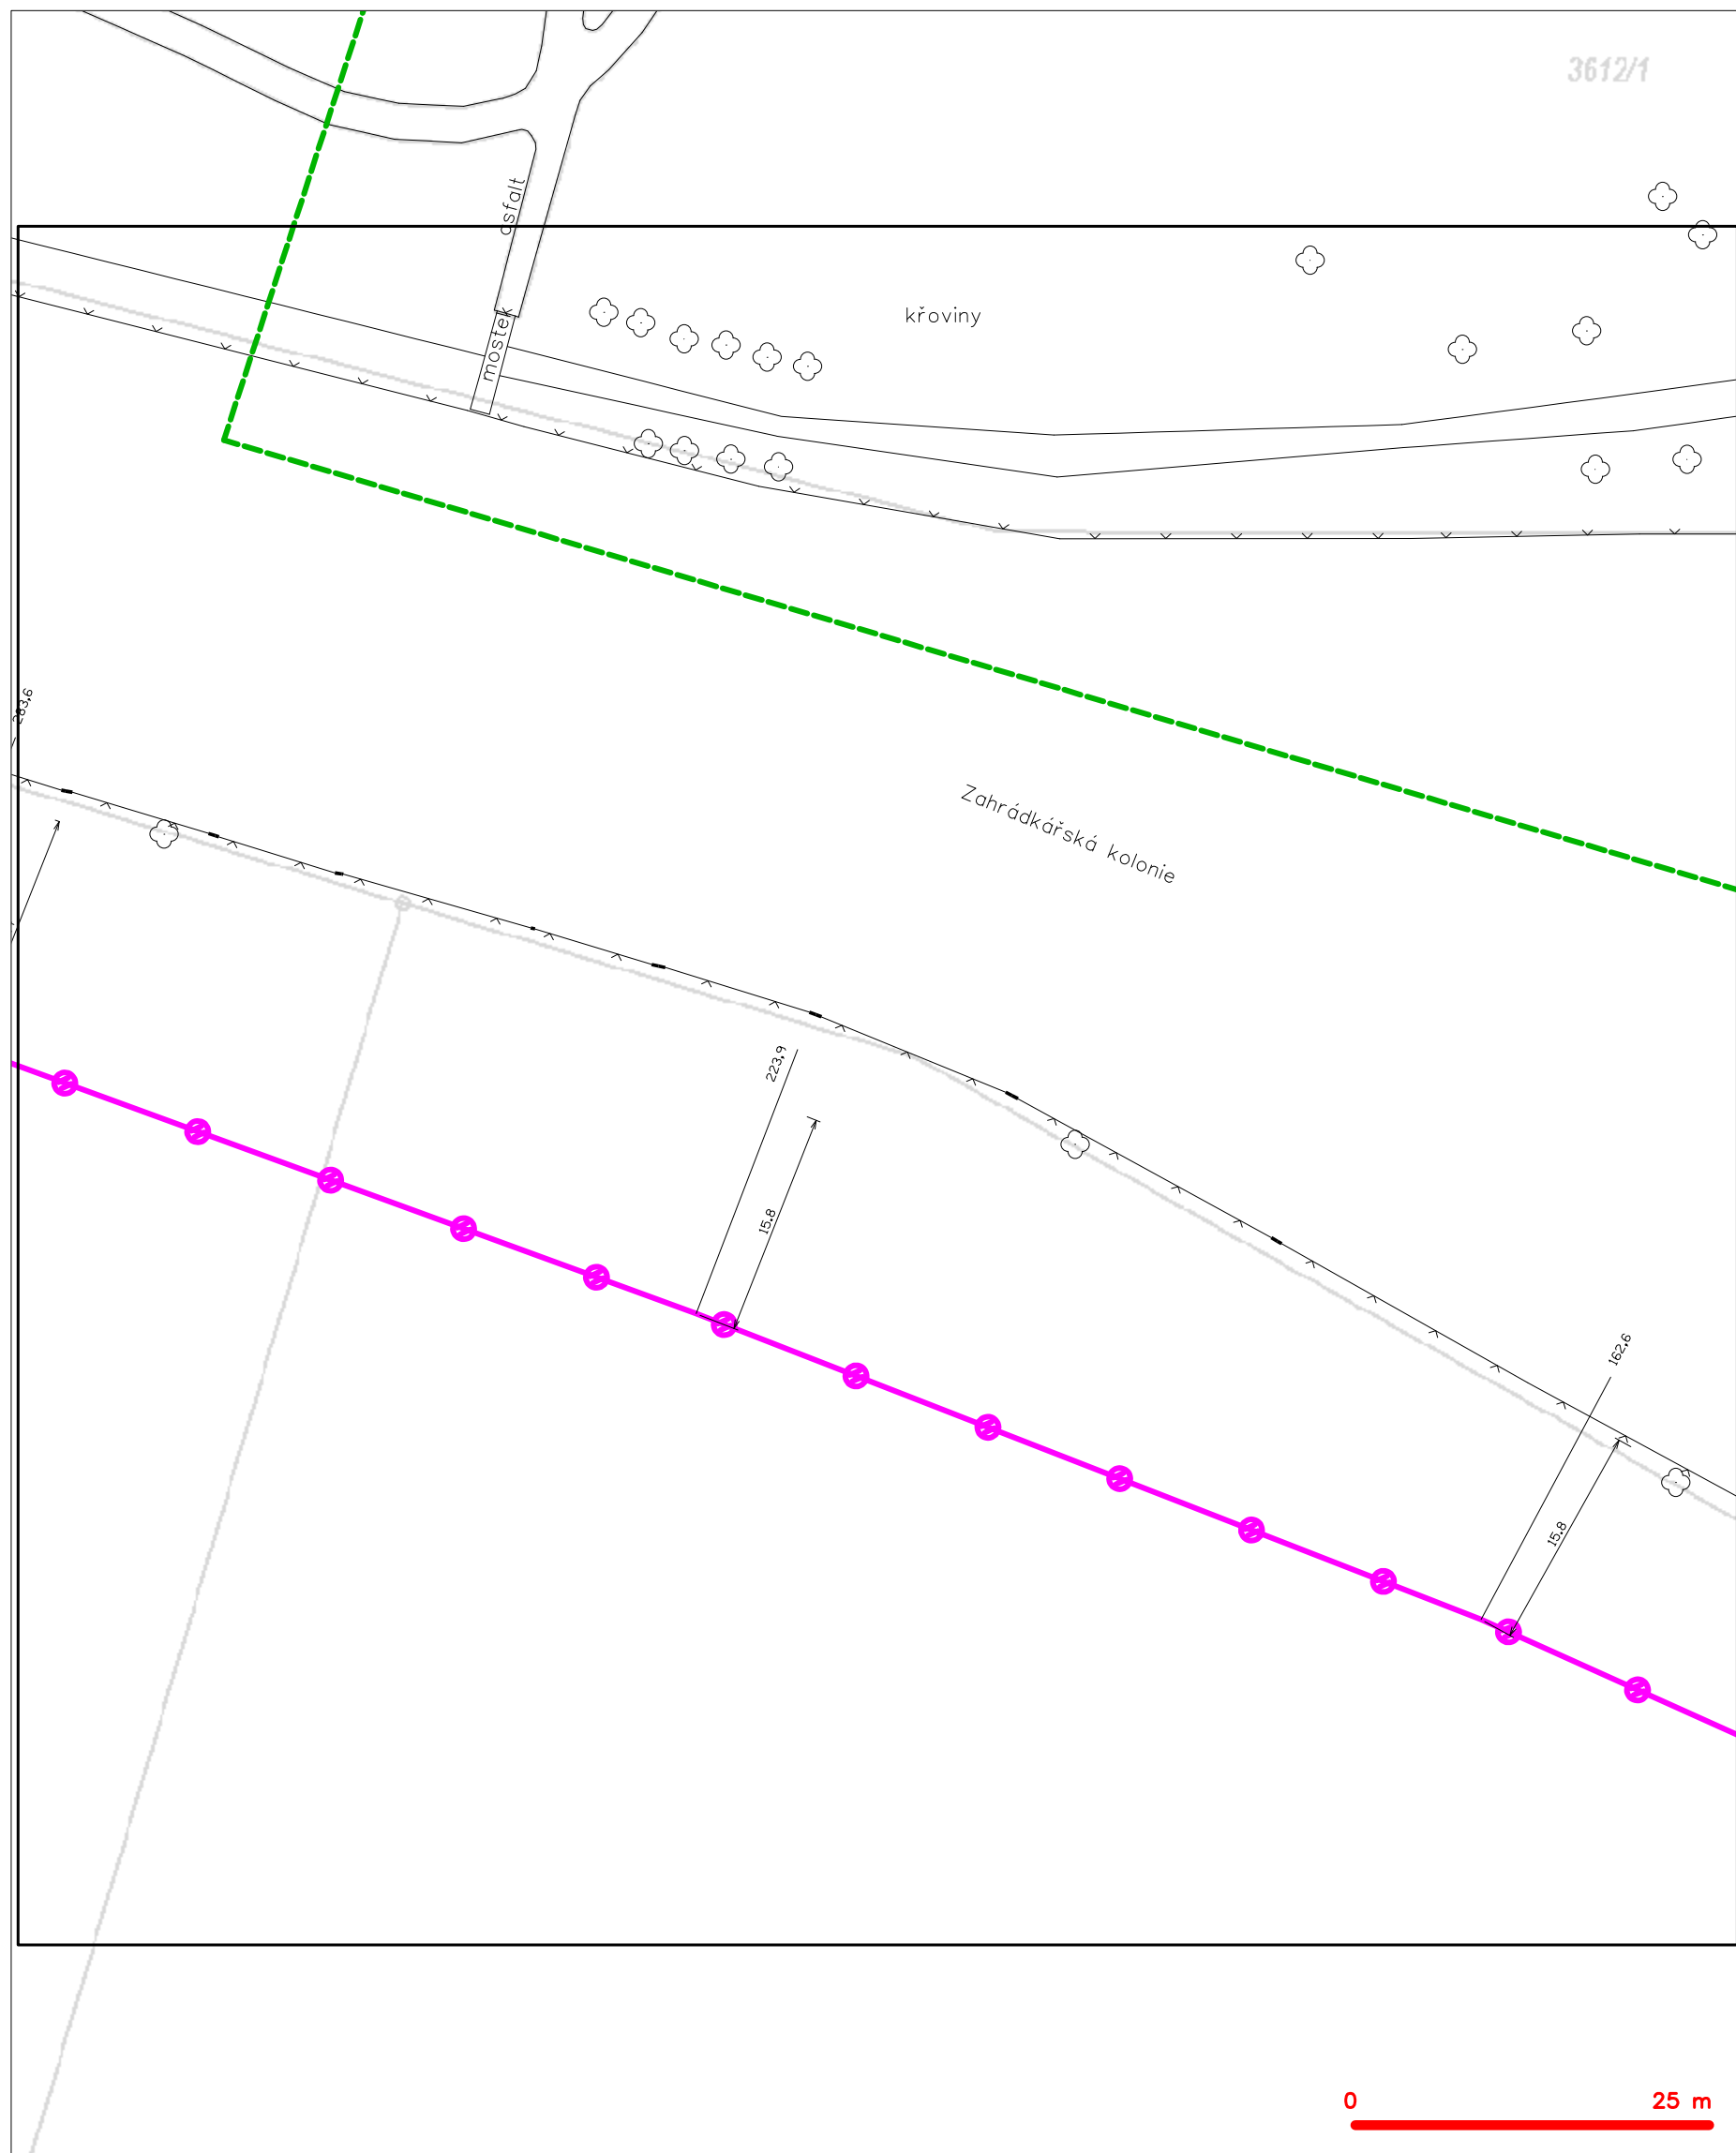 3612/1
asfalt
křoviny
mostek
283,6
Zahrádkářská kolonie
223,9
15.8
162,6
15.8
0 25 m